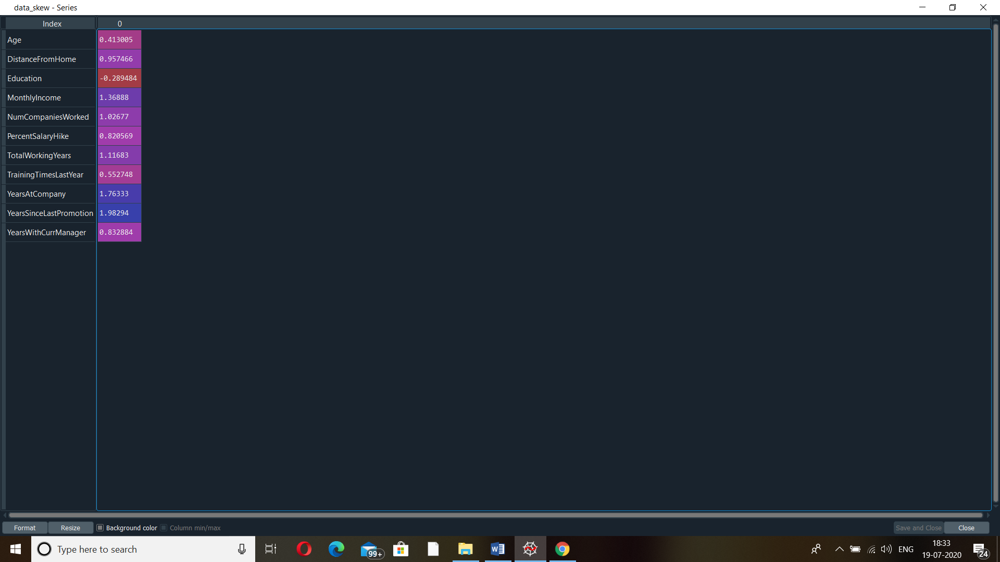 data_skew - Series
Index 0
Age 0.413005
DistanceFromHome 0.957466
Education -0.289484
MonthlyIncome 1.36888
NumCompaniesWorked 1.02677
PercentSalaryHike 0.820569
TotalWorkingYears 1.11683
TrainingTimesLastYear 0.552748
YearsAtCompany 1.76333
YearsSinceLastPromotion 1.98294
YearsWithCurrManager 0.832884
Format Resize Background color Column min/max Save and Close Close
Type here to search 99+ W ENG 18:33
19-07-2020 24